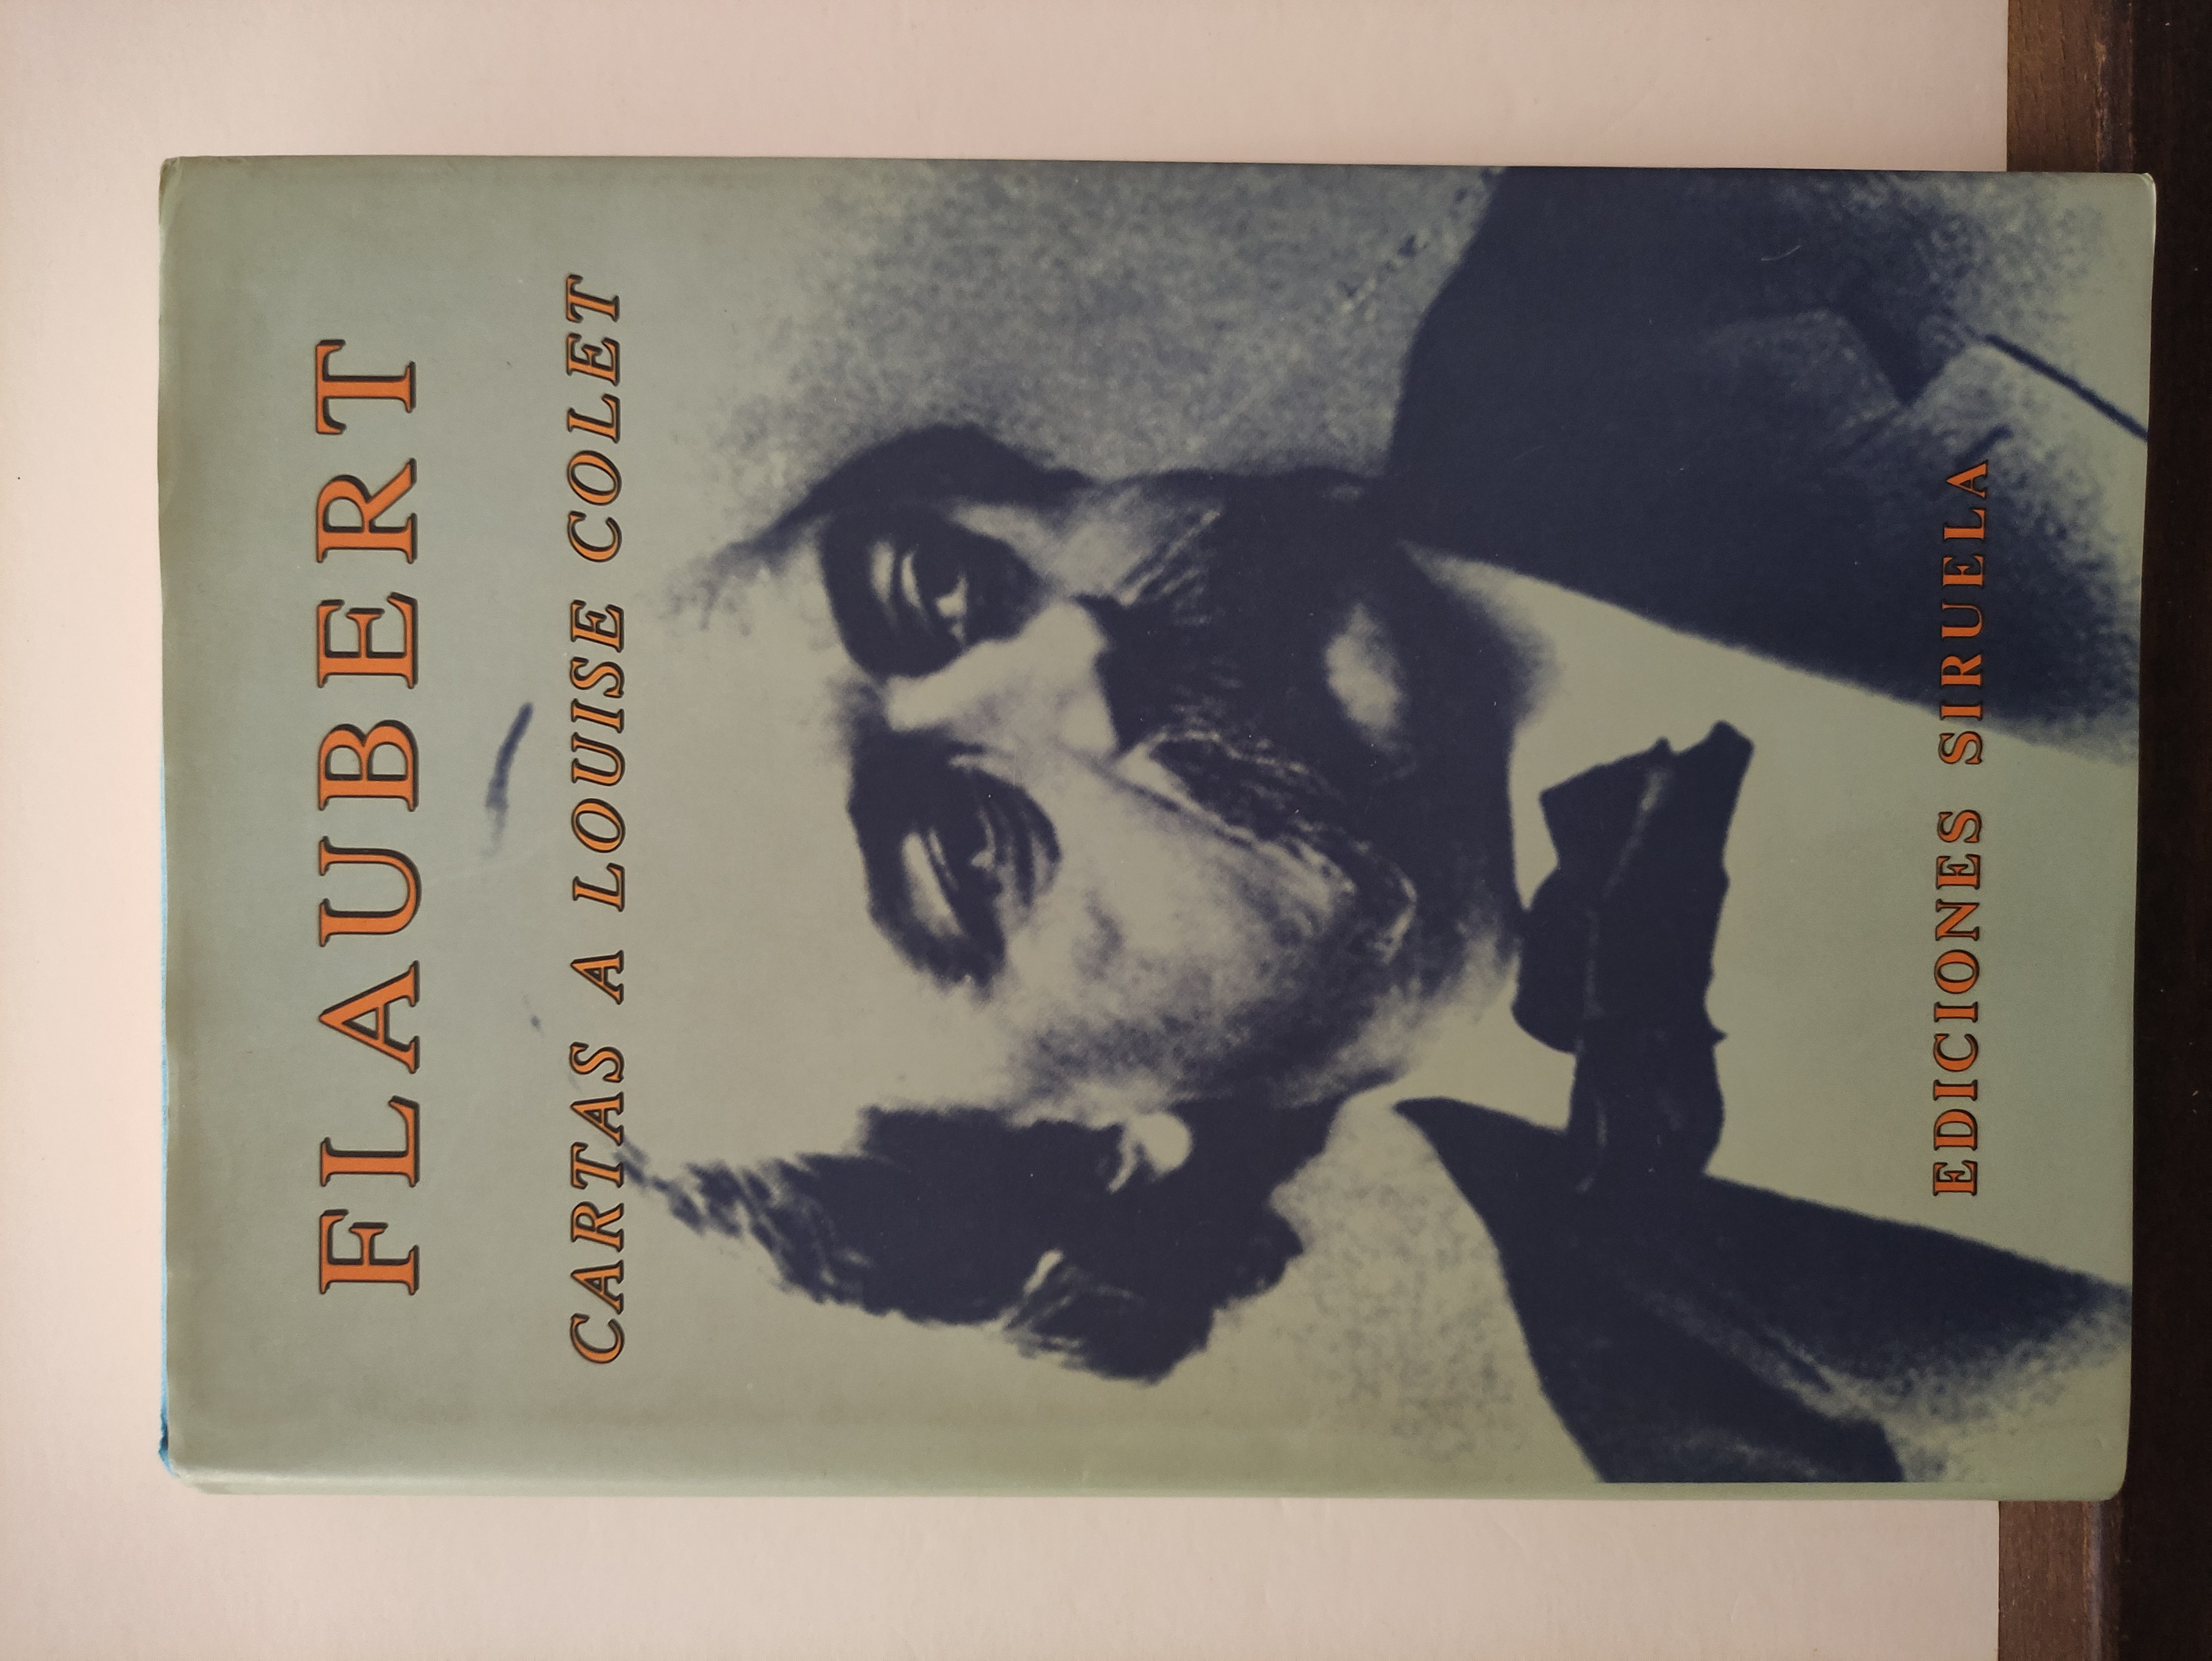 FLAUBERT
CARTAS A LOUISE COLET
EDICIONES SIRUELA